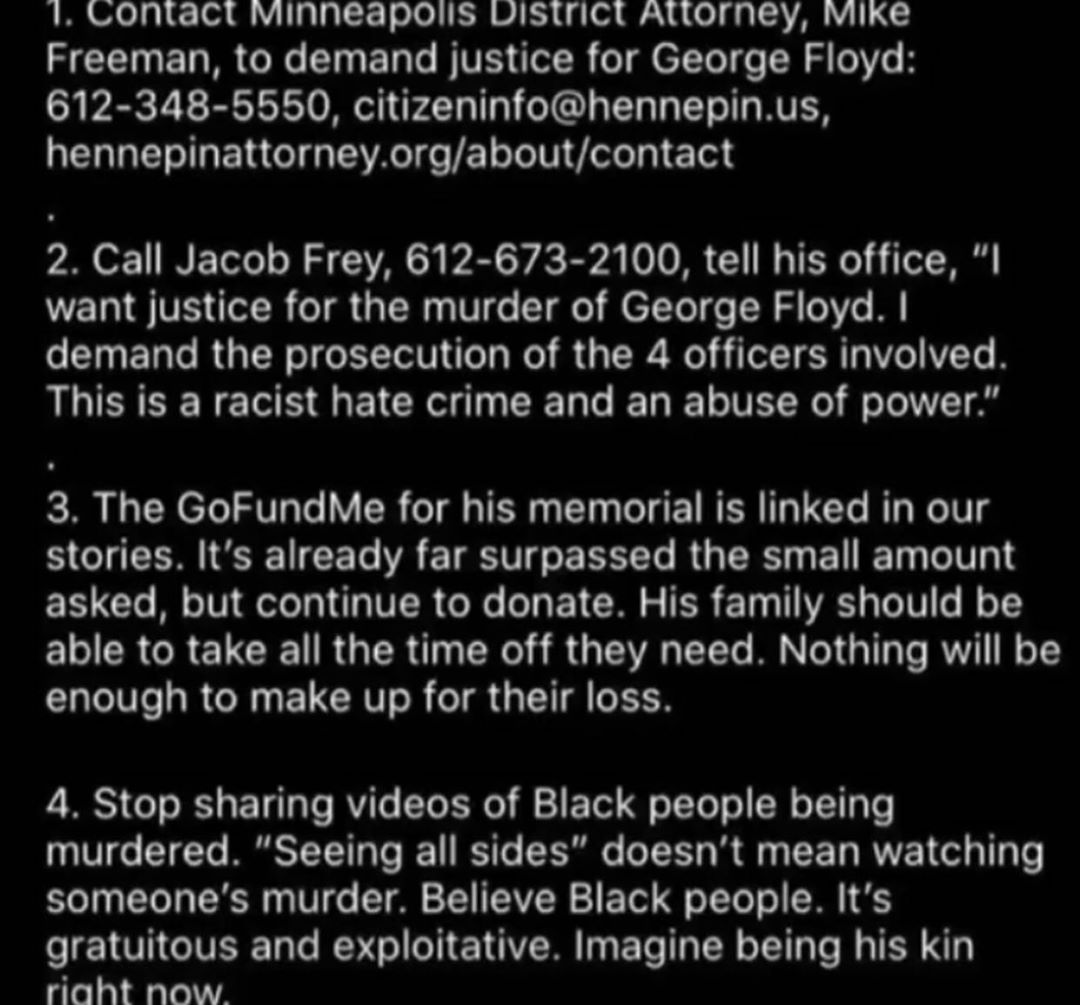 1. Contact Minneapolis District Attorney, Mike
Freeman, to demand justice for George Floyd:
612-348-5550, citizeninfo@hennepin.us,
hennepinattorney.org/about/contact
.
2. Call Jacob Frey, 612-673-2100, tell his office, "I
want justice for the murder of George Floyd. I
demand the prosecution of the 4 officers involved.
This is a racist hate crime and an abuse of power."
.
3. The GoFundMe for his memorial is linked in our
stories. It's already far surpassed the small amount
asked, but continue to donate. His family should be
able to take all the time off they need. Nothing will be
enough to make up for their loss.
4. Stop sharing videos of Black people being
murdered. "Seeing all sides" doesn't mean watching
someone's murder. Believe Black people. It's
gratuitous and exploitative. Imagine being his kin
right now.